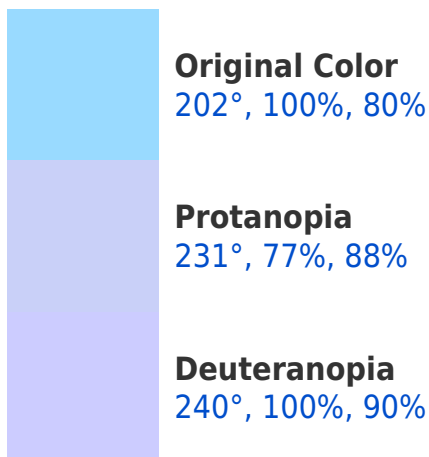 Original Color
202°, 100%, 80%
Protanopia
231°, 77%, 88%
Deuteranopia
240°, 100%, 90%